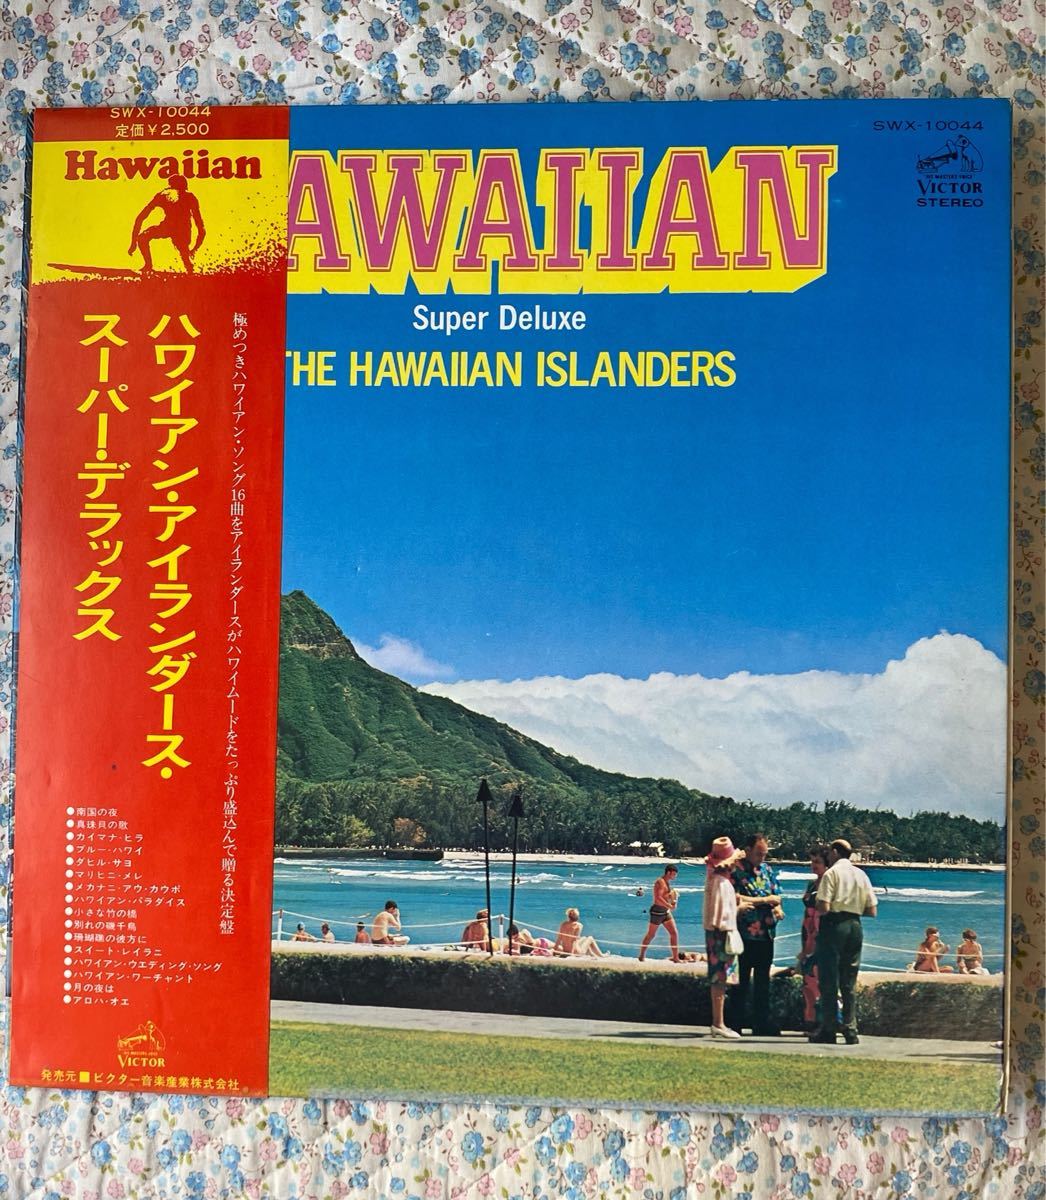 SWX-10044
定価￥2,500
Hawaiian
ハワイアン・アイランダース・
スーパー・デラックス
極めつきハワイアン・ソング16曲をアイランダースがハワイムードをたっぷり盛込んで贈る決定盤
●南国の夜
●真珠貝の歌
●カイマナ・ヒラ
●ブルー・ハワイ
●ダヒル・サヨ
●マリヒニ・メレ
●メカナニ・アウ・カウポ
●ハワイアン・パラダイス
●小さな竹の橋
●別れの磯千鳥
●珊瑚礁の彼方に
●スイート・レイラニ
●ハワイアン・ウエディング・ソング
●ハワイアン・ワーチャント
●月の夜は
●アロハ・オエ
"HIS MASTER'S VOICE"
VICTOR
発売元■ビクター音楽産業株式会社
SWX-10044
"HIS MASTER'S VOICE"
VICTOR
STEREO
AWAIIAN
Super Deluxe
THE HAWAIIAN ISLANDERS